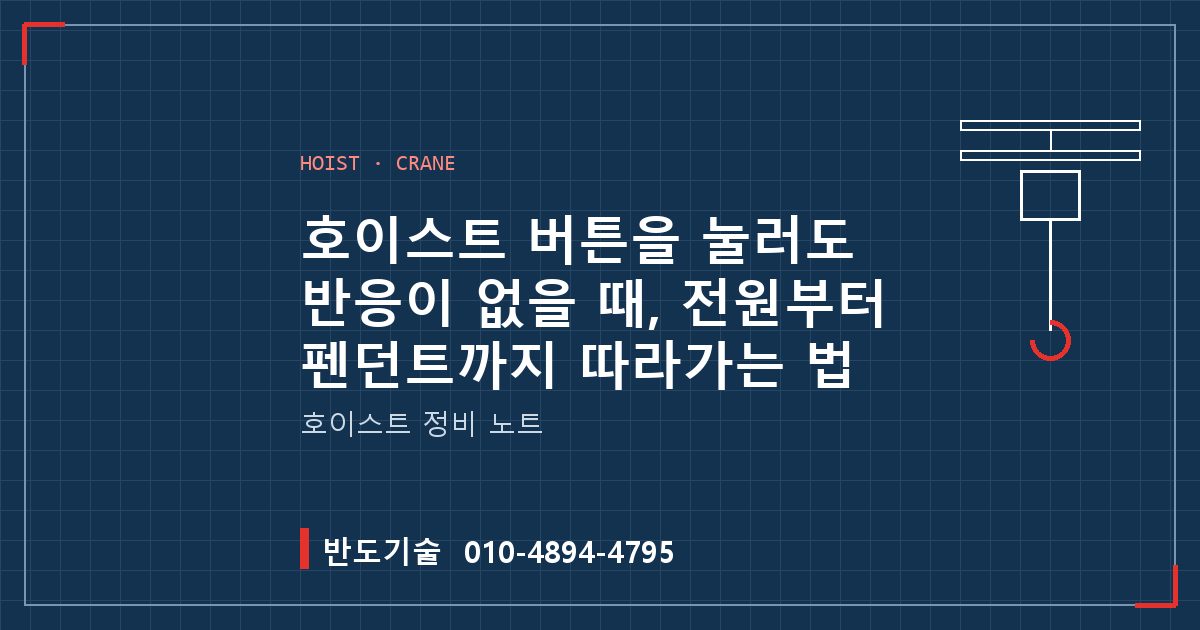 HOIST · CRANE
호이스트 버튼을 눌러도
반응이 없을 때, 전원부터
펜던트까지 따라가는 법
호이스트 정비 노트
반도기술 010-4894-4795